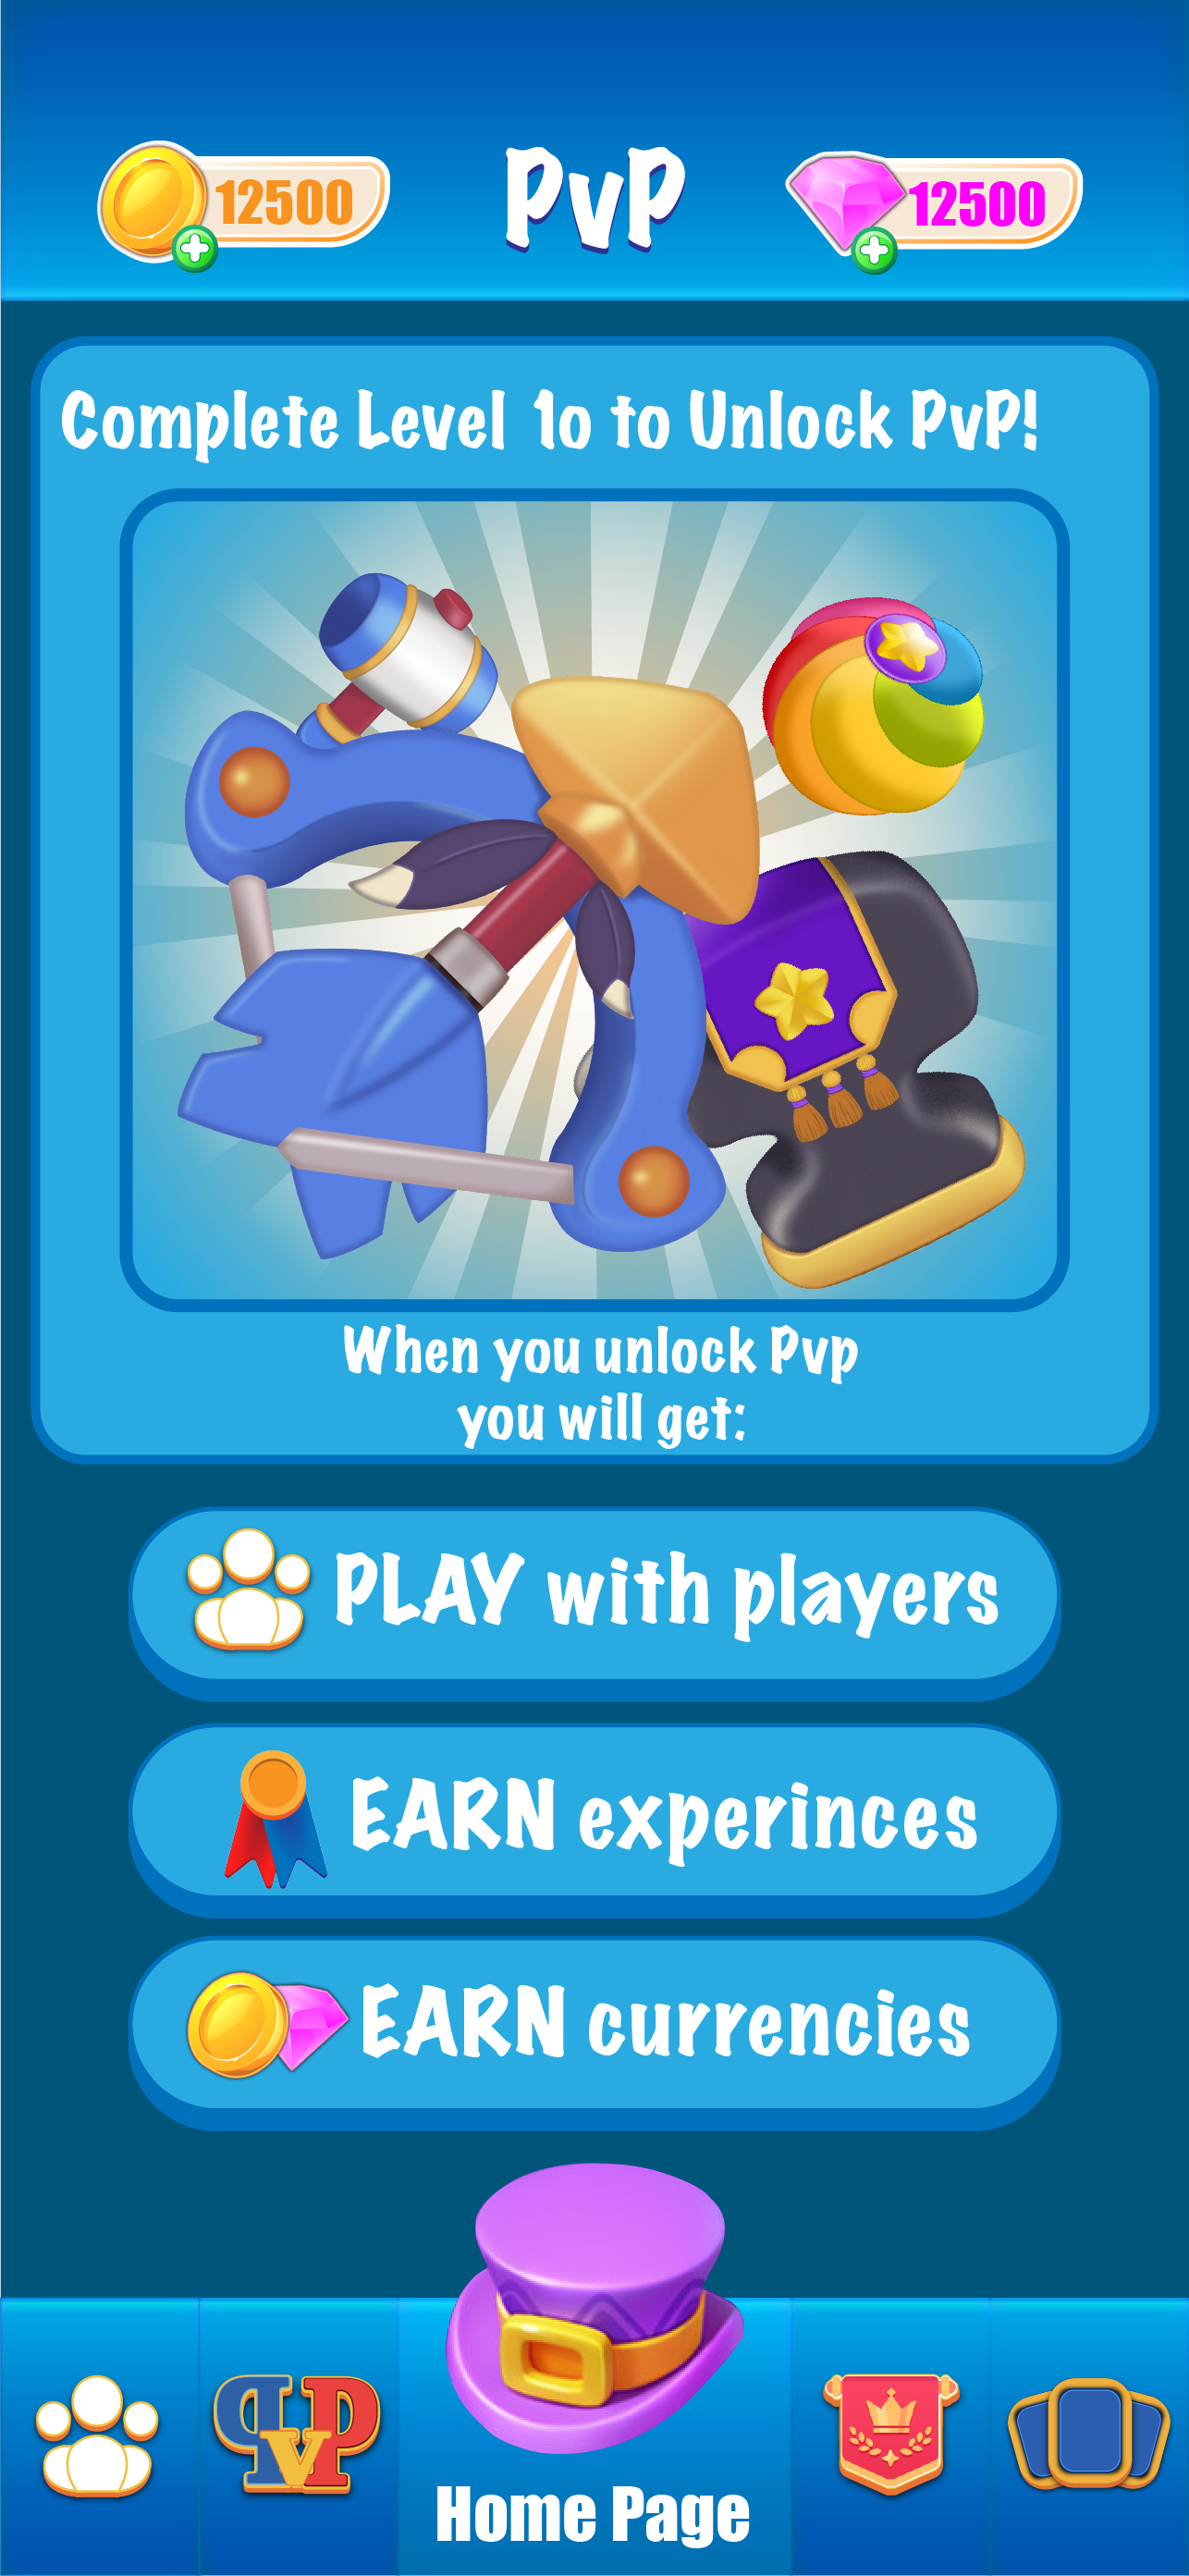 12500
PvP
12500
Complete Level 1o to Unlock PvP!
When you unlock Pvp
you will get:
PLAY with players
EARN experinces
EARN currencies
PvP
Home Page